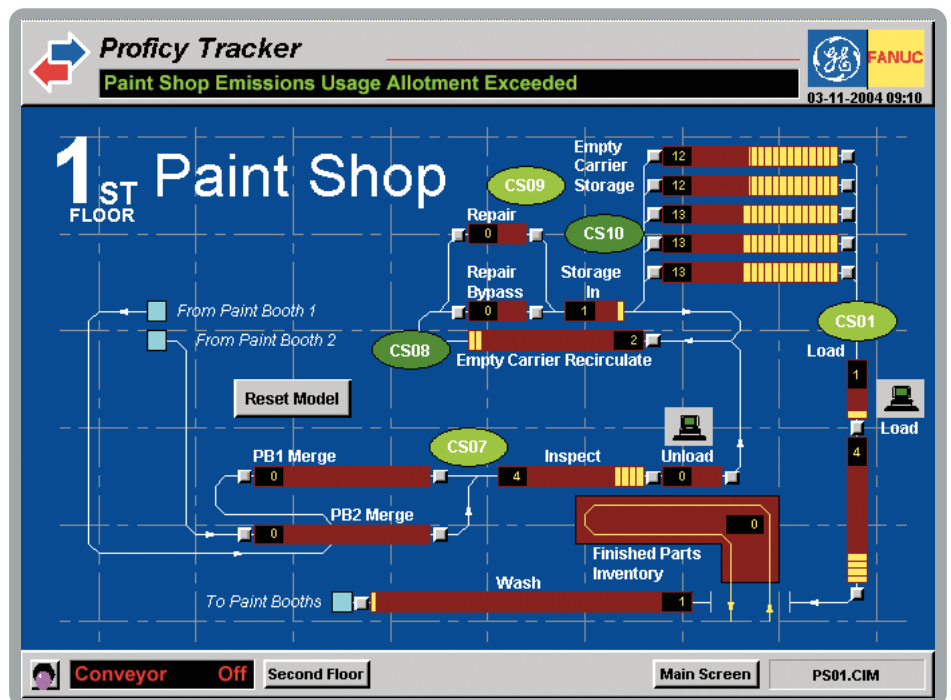 Proficy Tracker
Paint Shop Emissions Usage Allotment Exceeded
GE FANUC
03-11-2004 09:10
1ST FLOOR
Paint Shop
Empty Carrier Storage
12
12
13
13
13
CS09
CS10
Repair
0
Repair Bypass
0
Storage In
1
From Paint Booth 1
From Paint Booth 2
CS08
2
Empty Carrier Recirculate
CS01
Load
1
Load
4
Reset Model
CS07
PB1 Merge
0
Inspect
4
Unload
0
PB2 Merge
0
0
Finished Parts Inventory
Wash
To Paint Booths
1
Conveyor Off
Second Floor
Main Screen
PS01.CIM